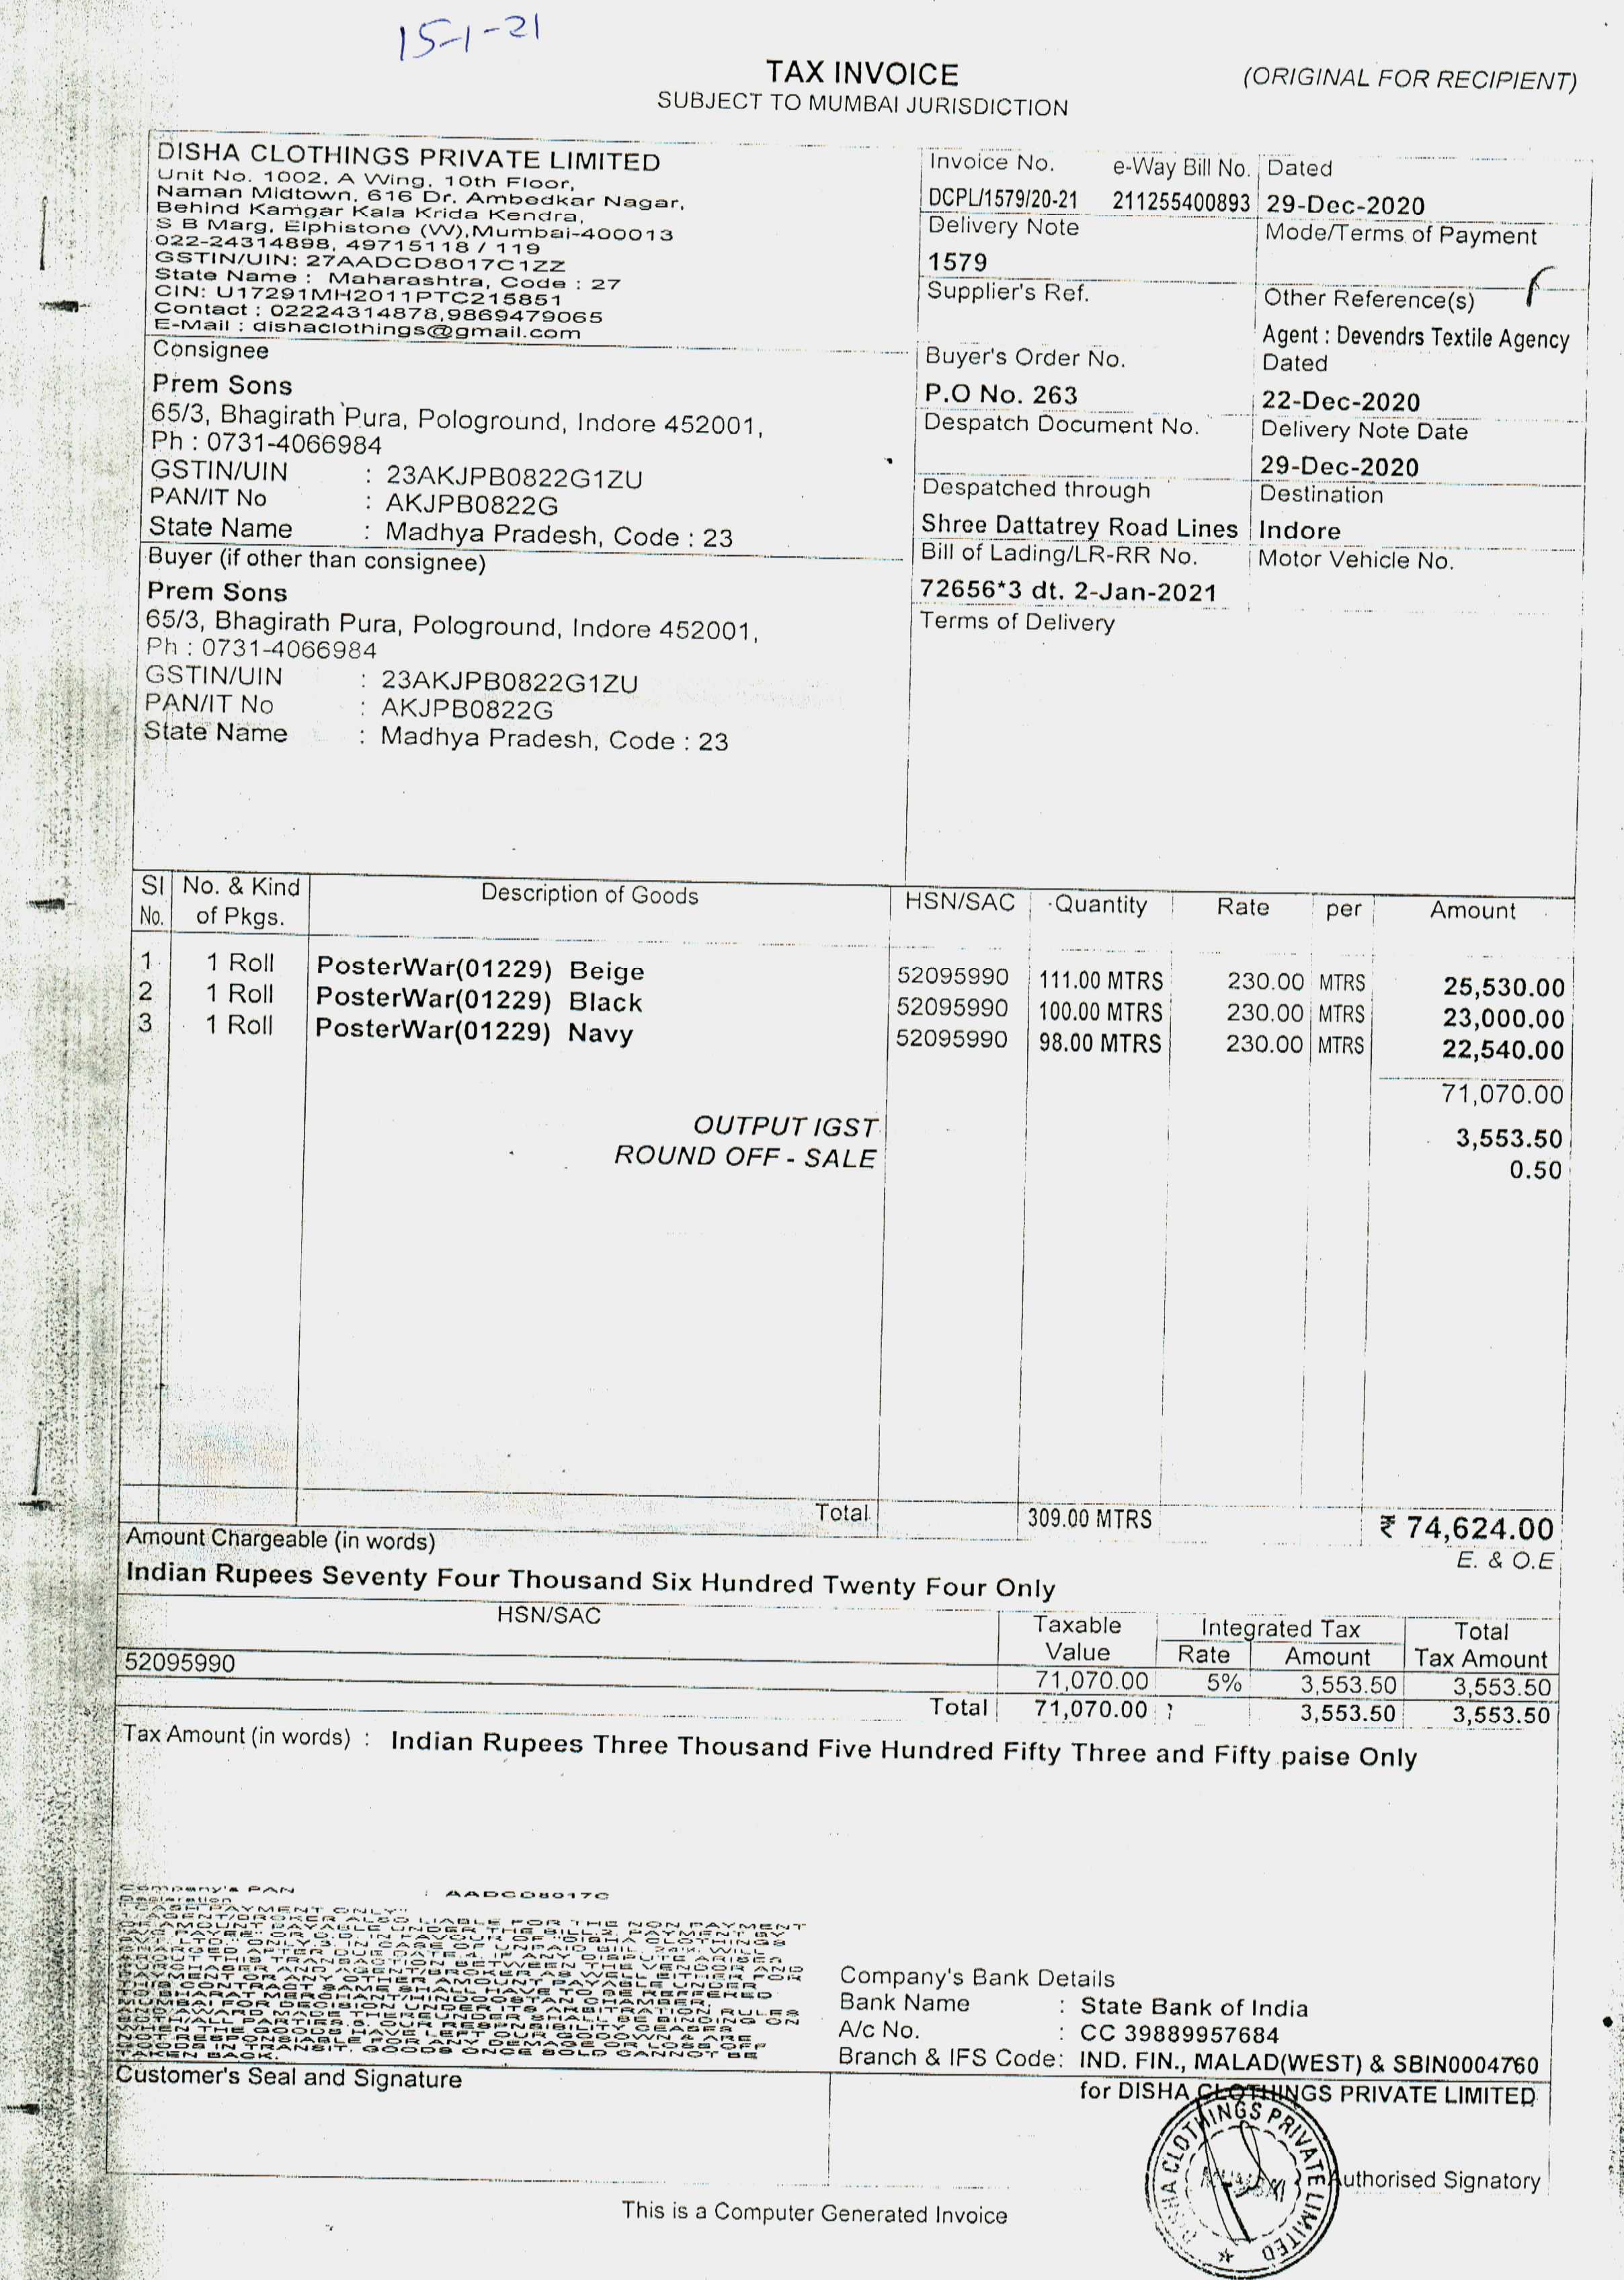 15-1-21
TAX INVOICE
(ORIGINAL FOR RECIPIENT)
SUBJECT TO MUMBAI JURISDICTION
DISHA CLOTHINGS PRIVATE LIMITED
Unit No. 1002, A Wing, 10th Floor,
Naman Midtown, 616 Dr. Ambedkar Nagar,
Behind Kamgar Kala Krida Kendra,
S B Marg, Elphistone (W),Mumbai-400013
022-24314898, 49715118 / 119
GSTIN/UIN: 27AADCD8017C1ZZ
State Name : Maharashtra, Code : 27
CIN: U17291MH2011PTC215851
Contact : 02224314878,9869479065
E-Mail : dishaclothings@gmail.com
Invoice No. e-Way Bill No. Dated
DCPL/1579/20-21 211255400893 29-Dec-2020
Delivery Note Mode/Terms of Payment
1579
Supplier's Ref. Other Reference(s)
Agent : Devendrs Textile Agency
Buyer's Order No. Dated
P.O No. 263 22-Dec-2020
Despatch Document No. Delivery Note Date
29-Dec-2020
Despatched through Destination
Shree Dattatrey Road Lines Indore
Bill of Lading/LR-RR No. Motor Vehicle No.
72656*3 dt. 2-Jan-2021
Terms of Delivery
Consignee
Prem Sons
65/3, Bhagirath Pura, Pologround, Indore 452001,
Ph : 0731-4066984
GSTIN/UIN : 23AKJPB0822G1ZU
PAN/IT No : AKJPB0822G
State Name : Madhya Pradesh, Code : 23
Buyer (if other than consignee)
Prem Sons
65/3, Bhagirath Pura, Pologround, Indore 452001,
Ph : 0731-4066984
GSTIN/UIN : 23AKJPB0822G1ZU
PAN/IT No : AKJPB0822G
State Name : Madhya Pradesh, Code : 23
Sl No. No. & Kind of Pkgs. Description of Goods HSN/SAC Quantity Rate per Amount
1 1 Roll PosterWar(01229) Beige 52095990 111.00 MTRS 230.00 MTRS 25,530.00
2 1 Roll PosterWar(01229) Black 52095990 100.00 MTRS 230.00 MTRS 23,000.00
3 1 Roll PosterWar(01229) Navy 52095990 98.00 MTRS 230.00 MTRS 22,540.00
71,070.00
OUTPUT IGST 3,553.50
ROUND OFF - SALE 0.50
Total 309.00 MTRS ₹ 74,624.00
Amount Chargeable (in words) E. & O.E
Indian Rupees Seventy Four Thousand Six Hundred Twenty Four Only
HSN/SAC Taxable Value Integrated Tax Rate Amount Total Tax Amount
52095990 71,070.00 5% 3,553.50 3,553.50
Total 71,070.00 3,553.50 3,553.50
Tax Amount (in words) : Indian Rupees Three Thousand Five Hundred Fifty Three and Fifty paise Only
Company's PAN : AADCD8017C
Declaration
TAKEN BACK.
Company's Bank Details
Bank Name : State Bank of India
A/c No. : CC 39889957684
Branch & IFS Code: IND. FIN., MALAD(WEST) & SBIN0004760
Customer's Seal and Signature
for DISHA CLOTHINGS PRIVATE LIMITED
DISHA CLOTHINGS PRIVATE LIMITED
MUMBAI
Authorised Signatory
This is a Computer Generated Invoice